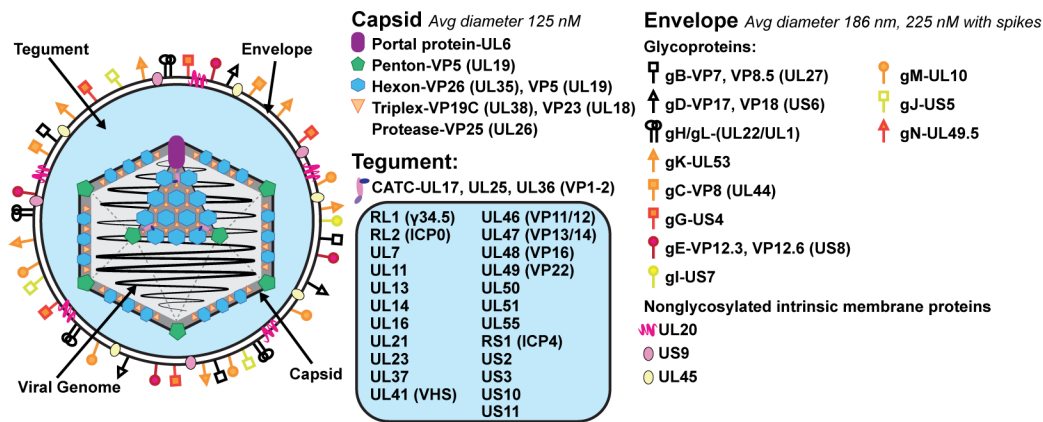 Tegument
Envelope
Viral Genome
Capsid
Capsid Avg diameter 125 nM
Portal protein-UL6
Penton-VP5 (UL19)
Hexon-VP26 (UL35), VP5 (UL19)
Triplex-VP19C (UL38), VP23 (UL18)
Protease-VP25 (UL26)
Tegument:
CATC-UL17, UL25, UL36 (VP1-2)
RL1 (γ34.5)
RL2 (ICP0)
UL7
UL11
UL13
UL14
UL16
UL21
UL23
UL37
UL41 (VHS)
UL46 (VP11/12)
UL47 (VP13/14)
UL48 (VP16)
UL49 (VP22)
UL50
UL51
UL55
RS1 (ICP4)
US2
US3
US10
US11
Envelope Avg diameter 186 nm, 225 nM with spikes
Glycoproteins:
gB-VP7, VP8.5 (UL27)
gD-VP17, VP18 (US6)
gH/gL-(UL22/UL1)
gK-UL53
gC-VP8 (UL44)
gG-US4
gE-VP12.3, VP12.6 (US8)
gI-US7
gM-UL10
gJ-US5
gN-UL49.5
Nonglycosylated intrinsic membrane proteins
UL20
US9
UL45